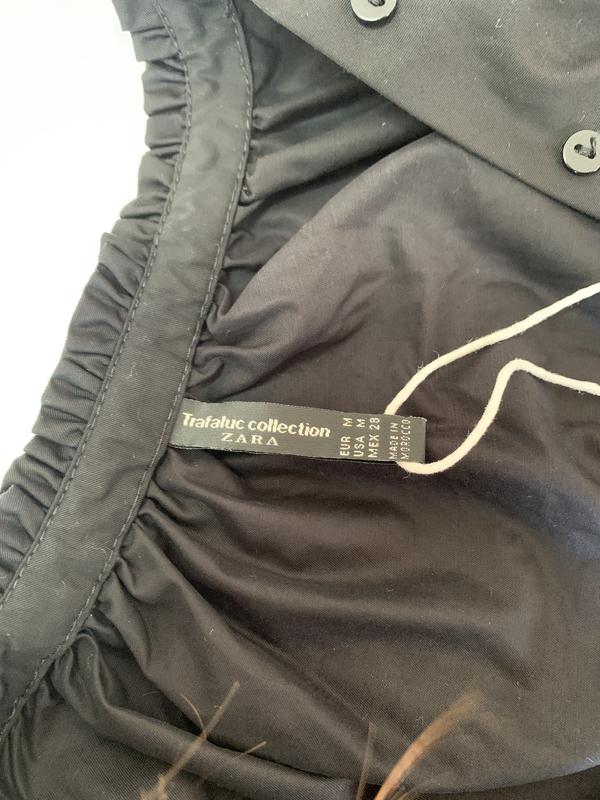 Trafaluc collection
ZARA
EUR M
USA M
MEX 28
MADE IN
MOROCCO